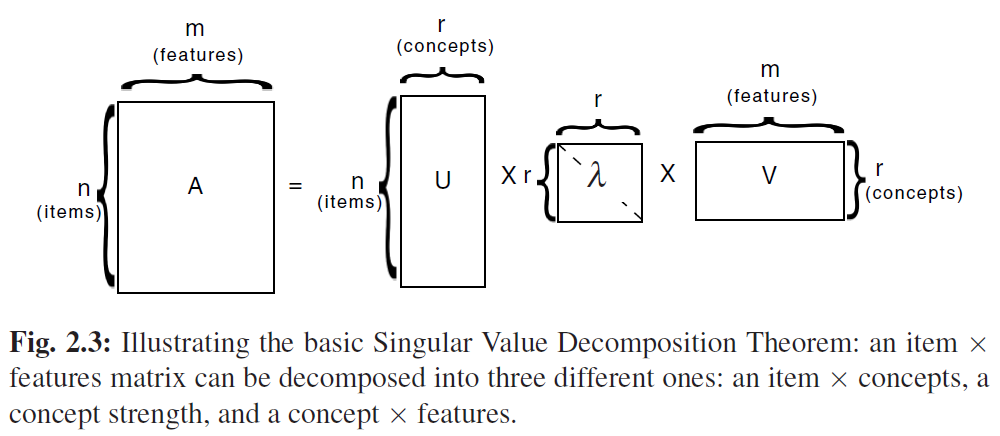 m
(features)
r
(concepts)
m
(features)
r
n
(items)
A
=
n
(items)
U
X r
λ
X
V
r
(concepts)
Fig. 2.3: Illustrating the basic Singular Value Decomposition Theorem: an item ×
features matrix can be decomposed into three different ones: an item × concepts, a
concept strength, and a concept × features.